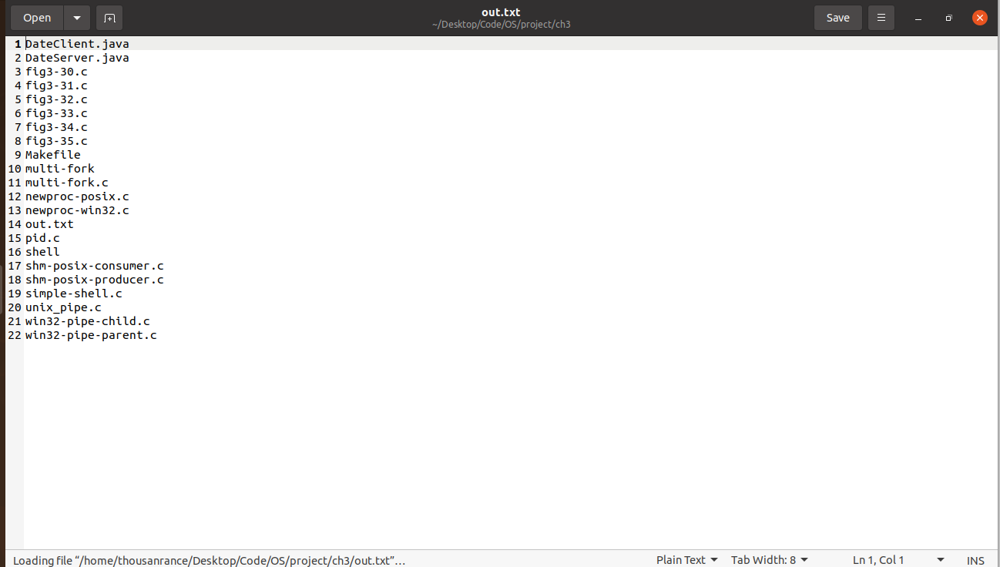 Open
out.txt
~/Desktop/Code/OS/project/ch3
Save
1 DateClient.java
2 DateServer.java
3 fig3-30.c
4 fig3-31.c
5 fig3-32.c
6 fig3-33.c
7 fig3-34.c
8 fig3-35.c
9 Makefile
10 multi-fork
11 multi-fork.c
12 newproc-posix.c
13 newproc-win32.c
14 out.txt
15 pid.c
16 shell
17 shm-posix-consumer.c
18 shm-posix-producer.c
19 simple-shell.c
20 unix_pipe.c
21 win32-pipe-child.c
22 win32-pipe-parent.c
Loading file “/home/thousanrance/Desktop/Code/OS/project/ch3/out.txt”… Plain Text Tab Width: 8 Ln 1, Col 1 INS